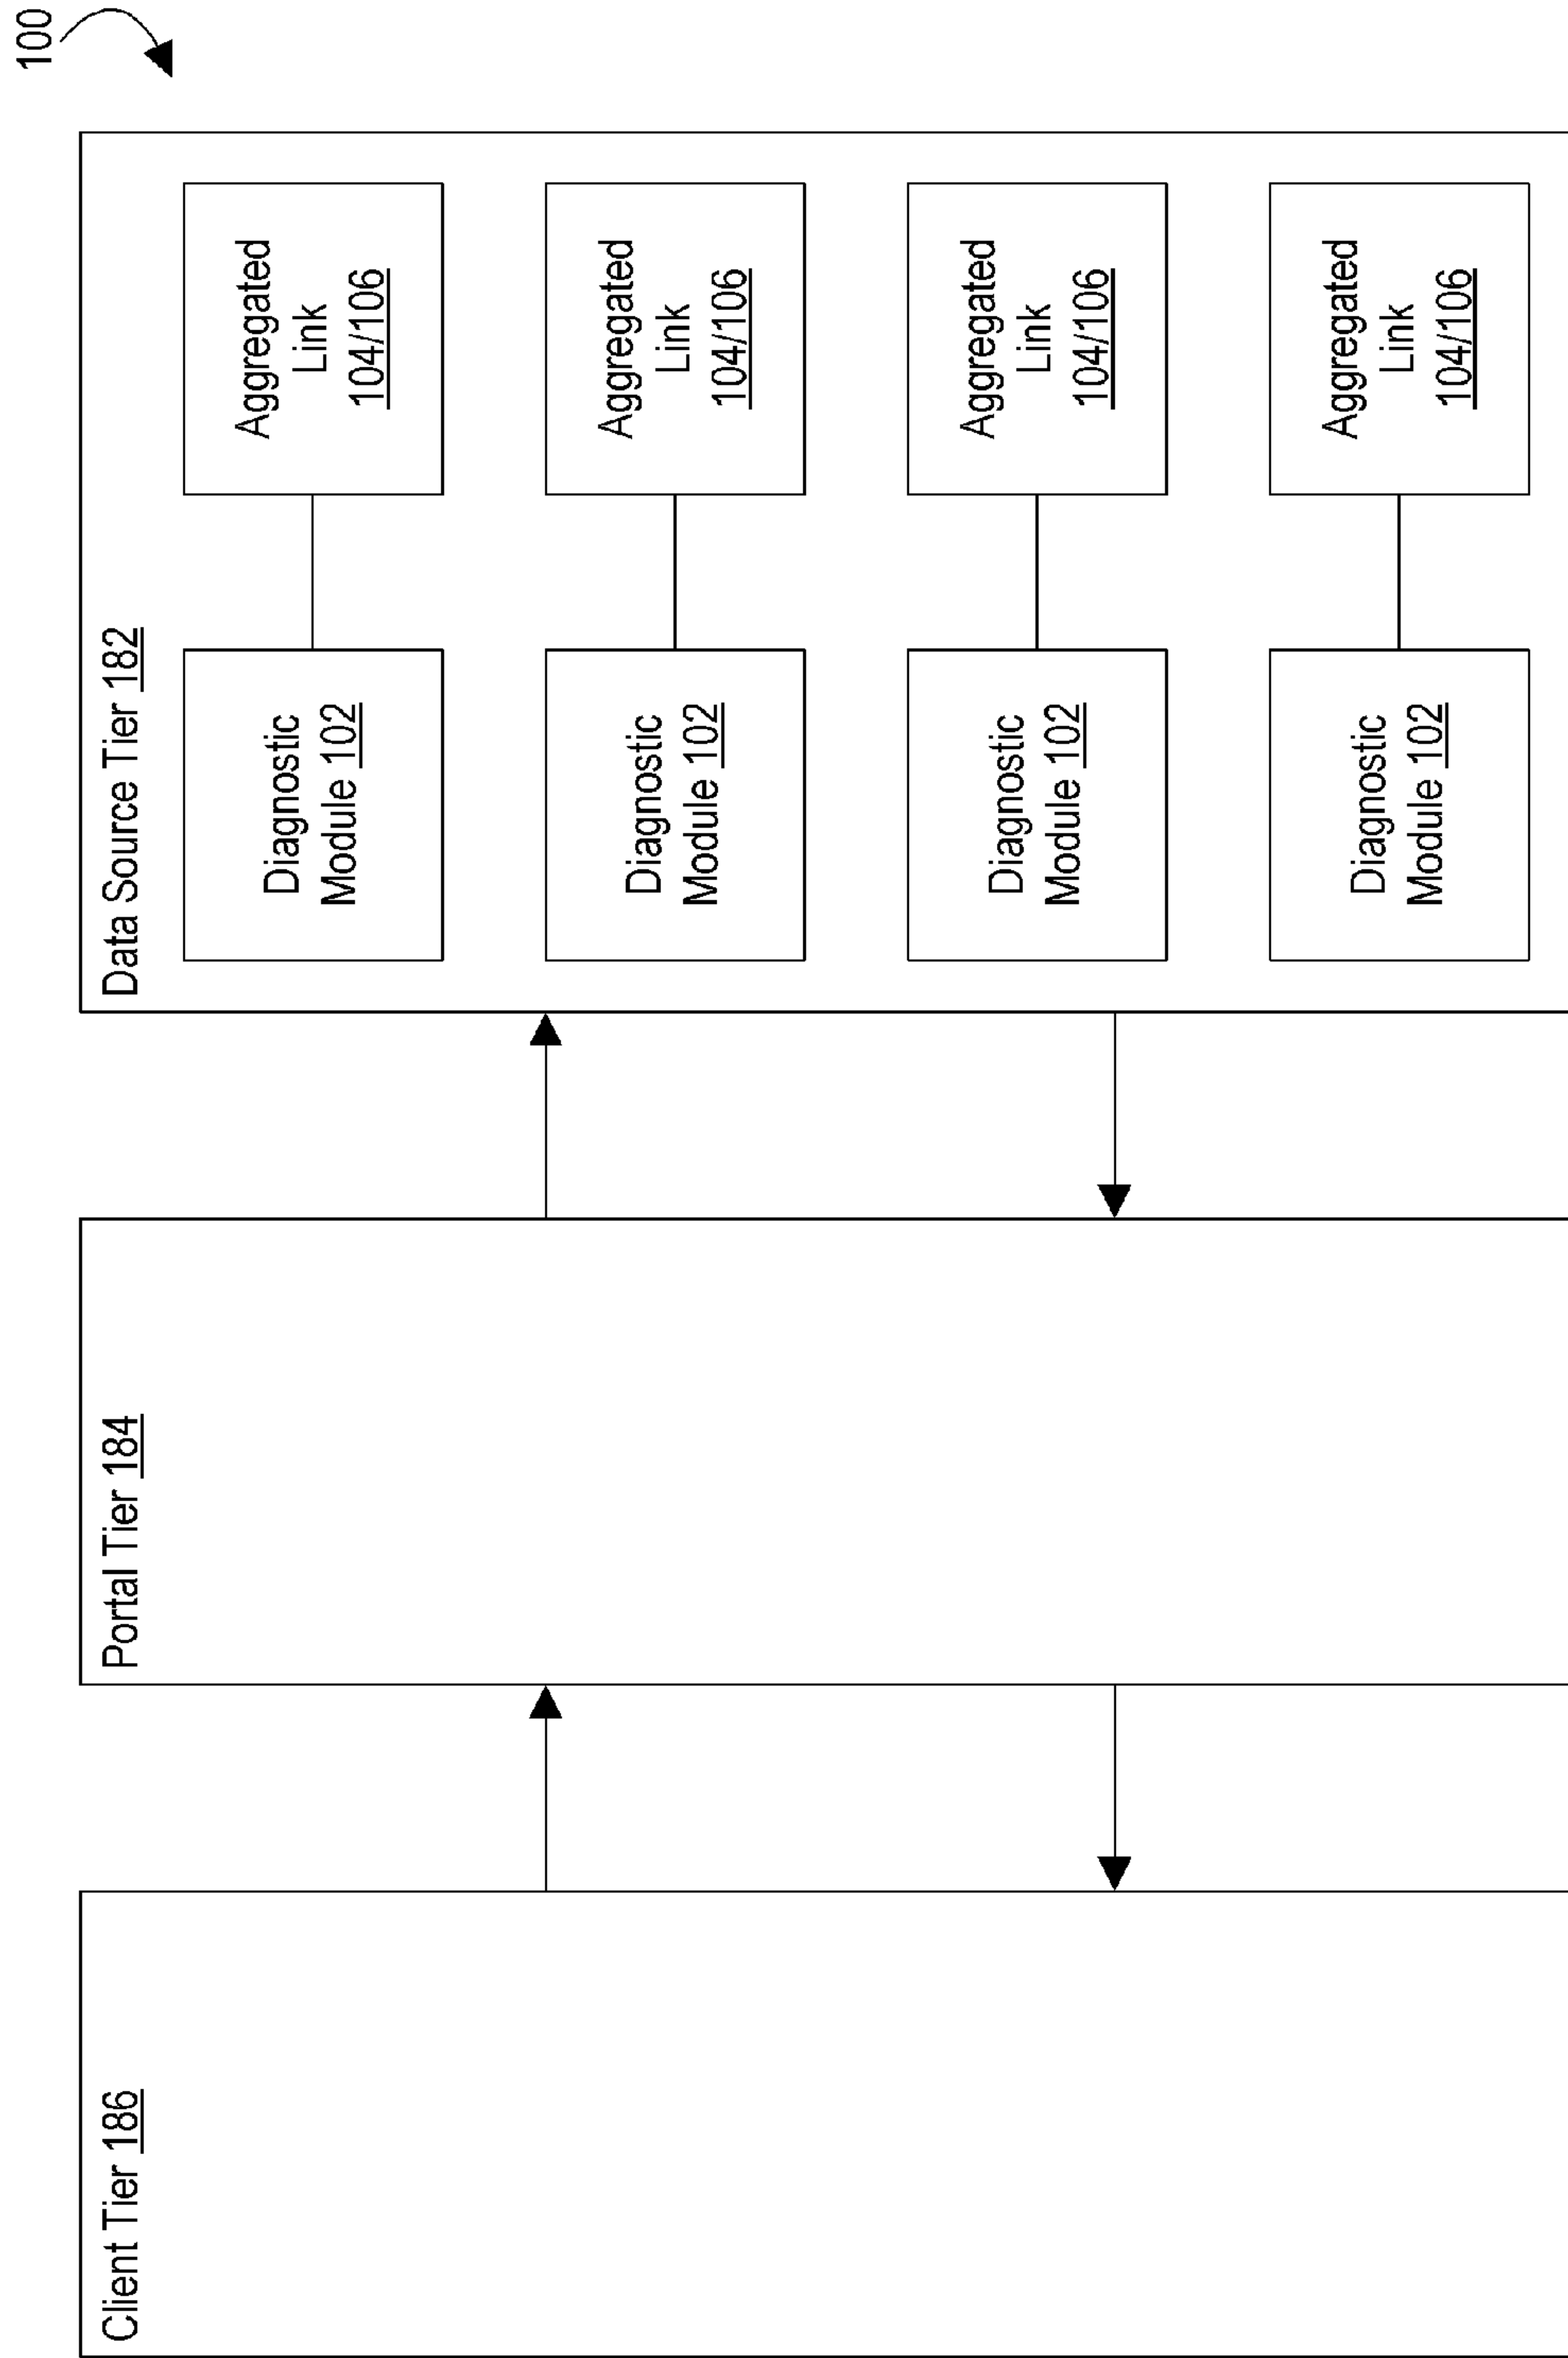 100
Client Tier 186
Portal Tier 184
Data Source Tier 182
Diagnostic
Module 102
Aggregated
Link
104/106
Diagnostic
Module 102
Aggregated
Link
104/106
Diagnostic
Module 102
Aggregated
Link
104/106
Diagnostic
Module 102
Aggregated
Link
104/106